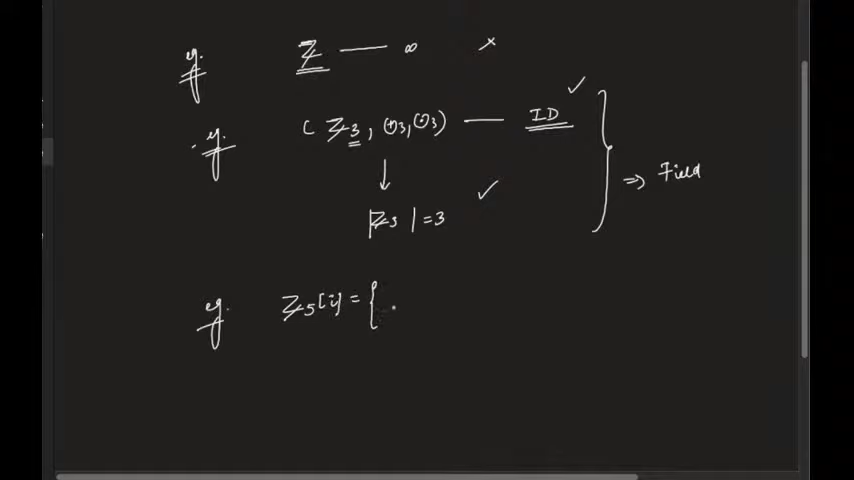 eg. ℤ — ∞ ×
eg. (ℤ3, ⊕3, ⊙3) — ID ✓
↓ ⇒ Field
|ℤ3| = 3 ✓
eg. ℤ5[i] = { .